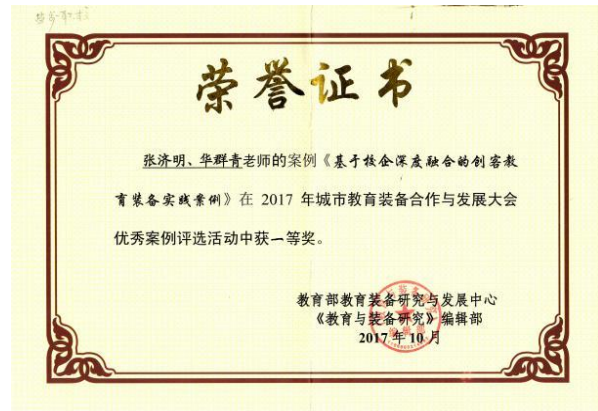 荣誉证书
张济明、华群青老师的案例《基于校企深度融合的创客教
育装备实践案例》在 2017 年城市教育装备合作与发展大会
优秀案例评选活动中获一等奖。
教育部教育装备研究与发展中心
《教育与装备研究》编辑部
2017 年 10 月